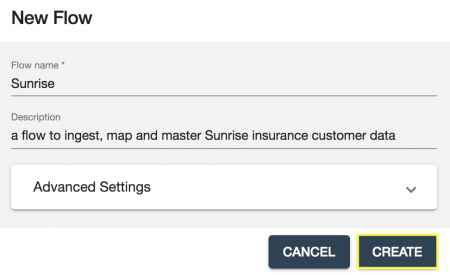 New Flow
Flow name *
Sunrise
Description
a flow to ingest, map and master Sunrise insurance customer data
Advanced Settings
CANCEL CREATE